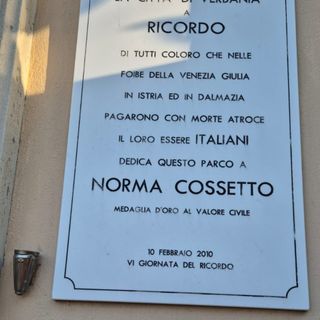 LA CITTÀ DI VERBANIA
A
RICORDO
DI TUTTI COLORO CHE NELLE
FOIBE DELLA VENEZIA GIULIA
IN ISTRIA ED IN DALMAZIA
PAGARONO CON MORTE ATROCE
IL LORO ESSERE ITALIANI
DEDICA QUESTO PARCO A
NORMA COSSETTO
MEDAGLIA D'ORO AL VALORE CIVILE
10 FEBBRAIO 2010
VI GIORNATA DEL RICORDO